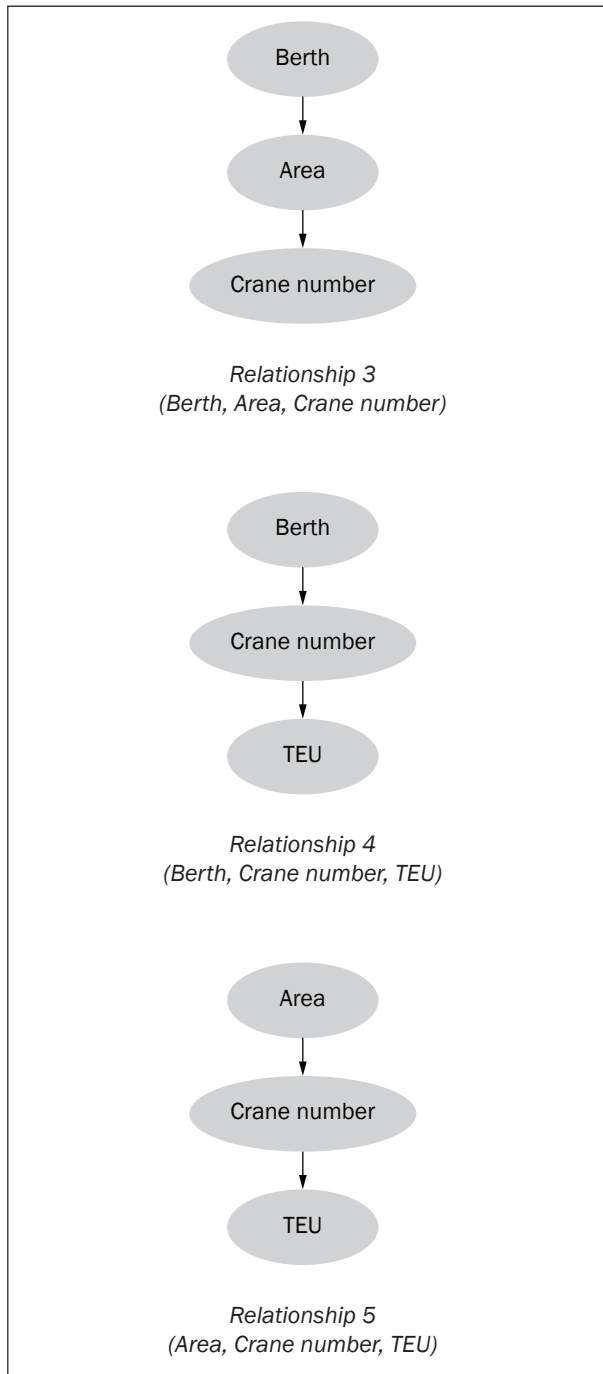 Berth
Area
Crane number
Relationship 3
(Berth, Area, Crane number)
Berth
Crane number
TEU
Relationship 4
(Berth, Crane number, TEU)
Area
Crane number
TEU
Relationship 5
(Area, Crane number, TEU)